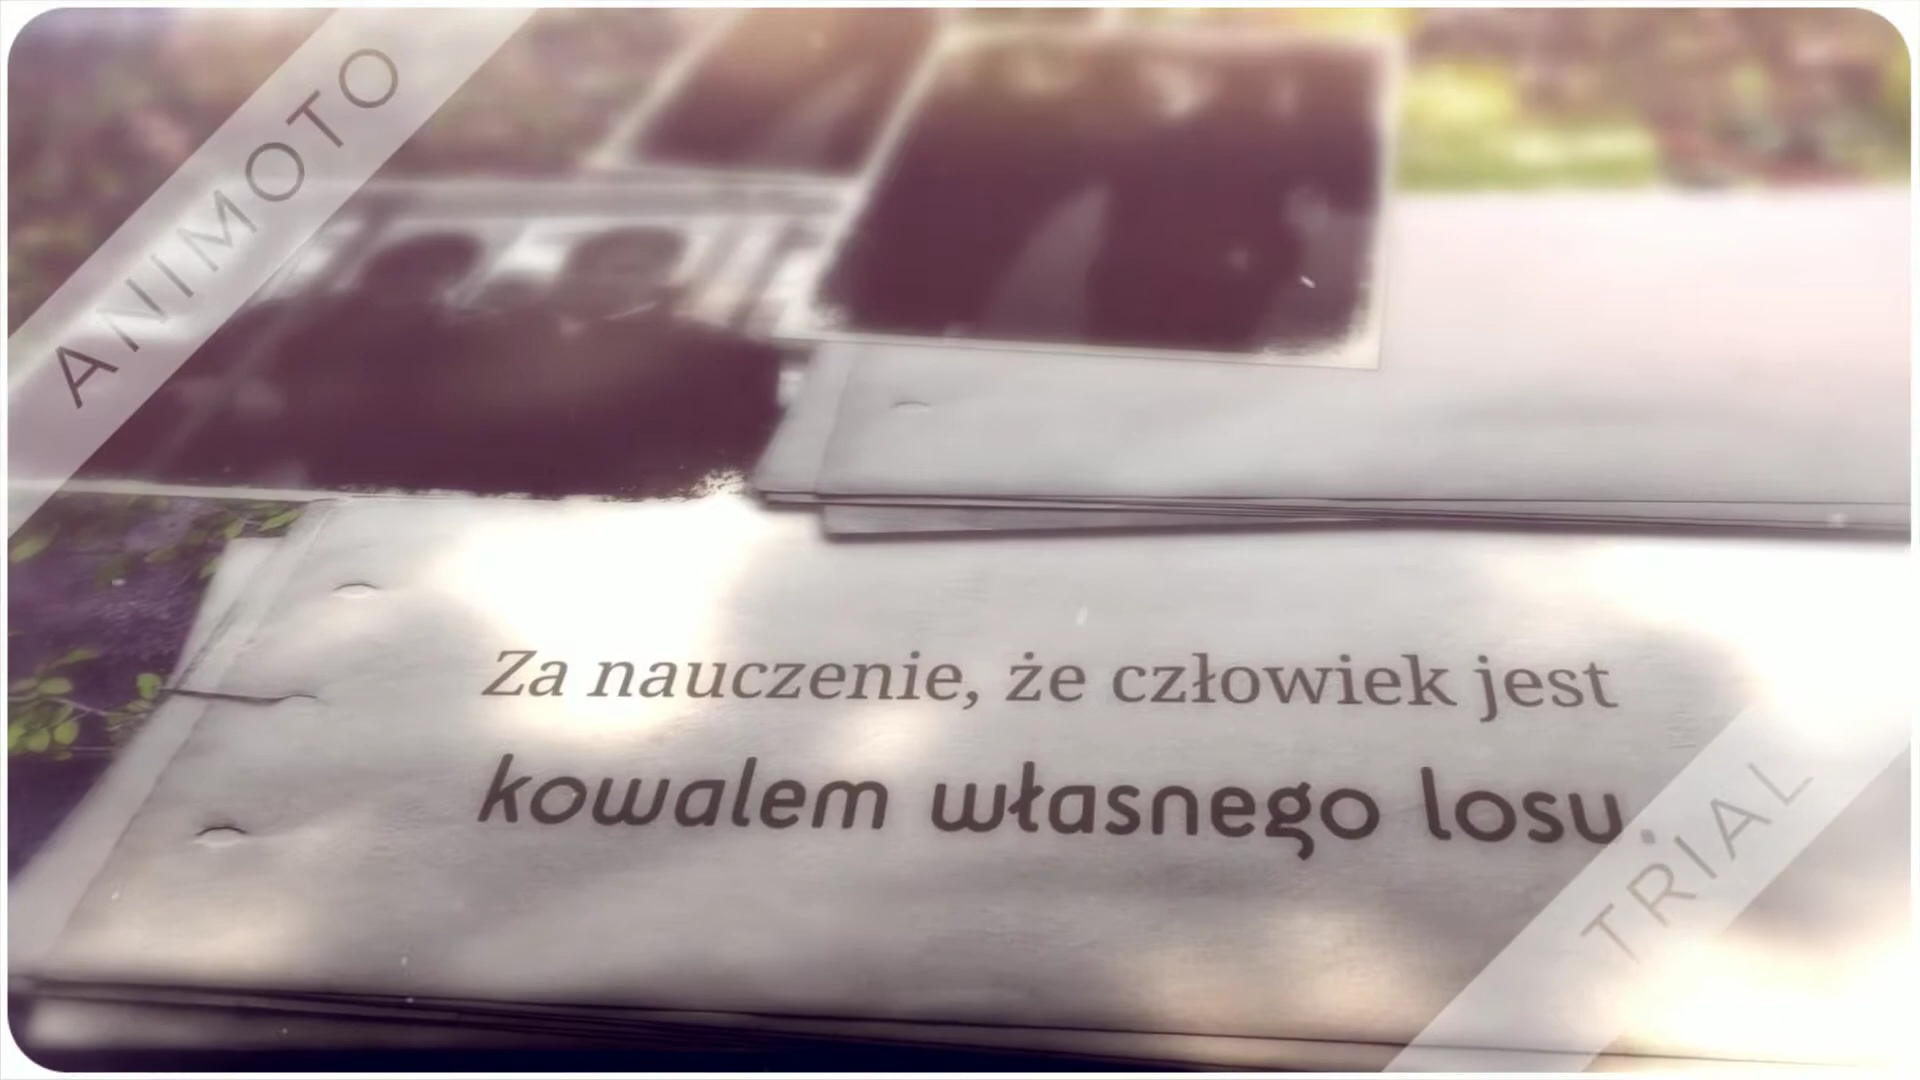 ANIMOTO
Za nauczenie, że człowiek jest
kowalem własnego losu.
TRIAL